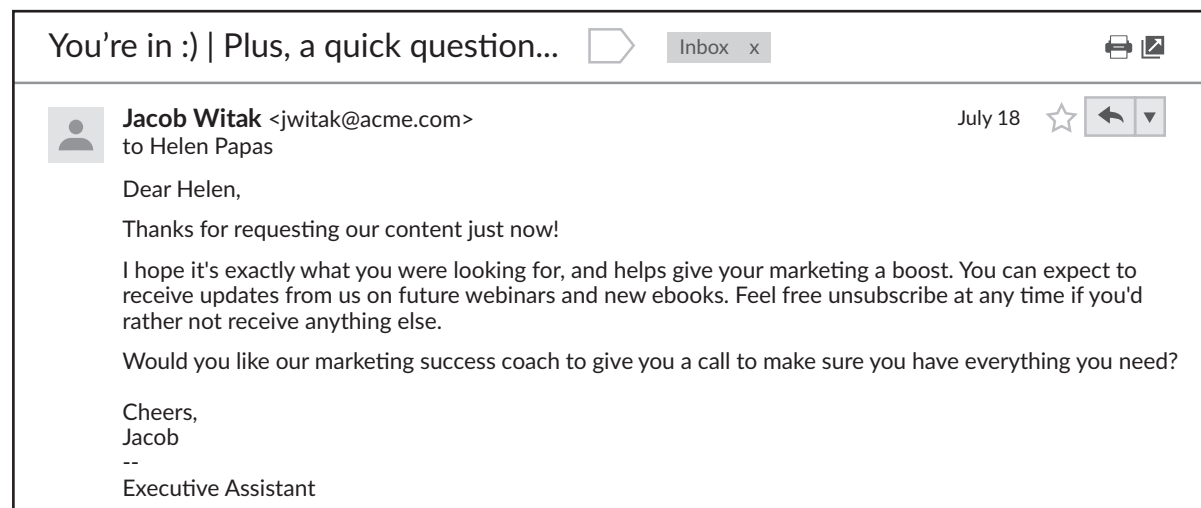 You're in :) | Plus, a quick question...
Inbox x
Jacob Witak <jwitak@acme.com>
July 18
to Helen Papas
Dear Helen,
Thanks for requesting our content just now!
I hope it's exactly what you were looking for, and helps give your marketing a boost. You can expect to
receive updates from us on future webinars and new ebooks. Feel free unsubscribe at any time if you'd
rather not receive anything else.
Would you like our marketing success coach to give you a call to make sure you have everything you need?
Cheers,
Jacob
--
Executive Assistant